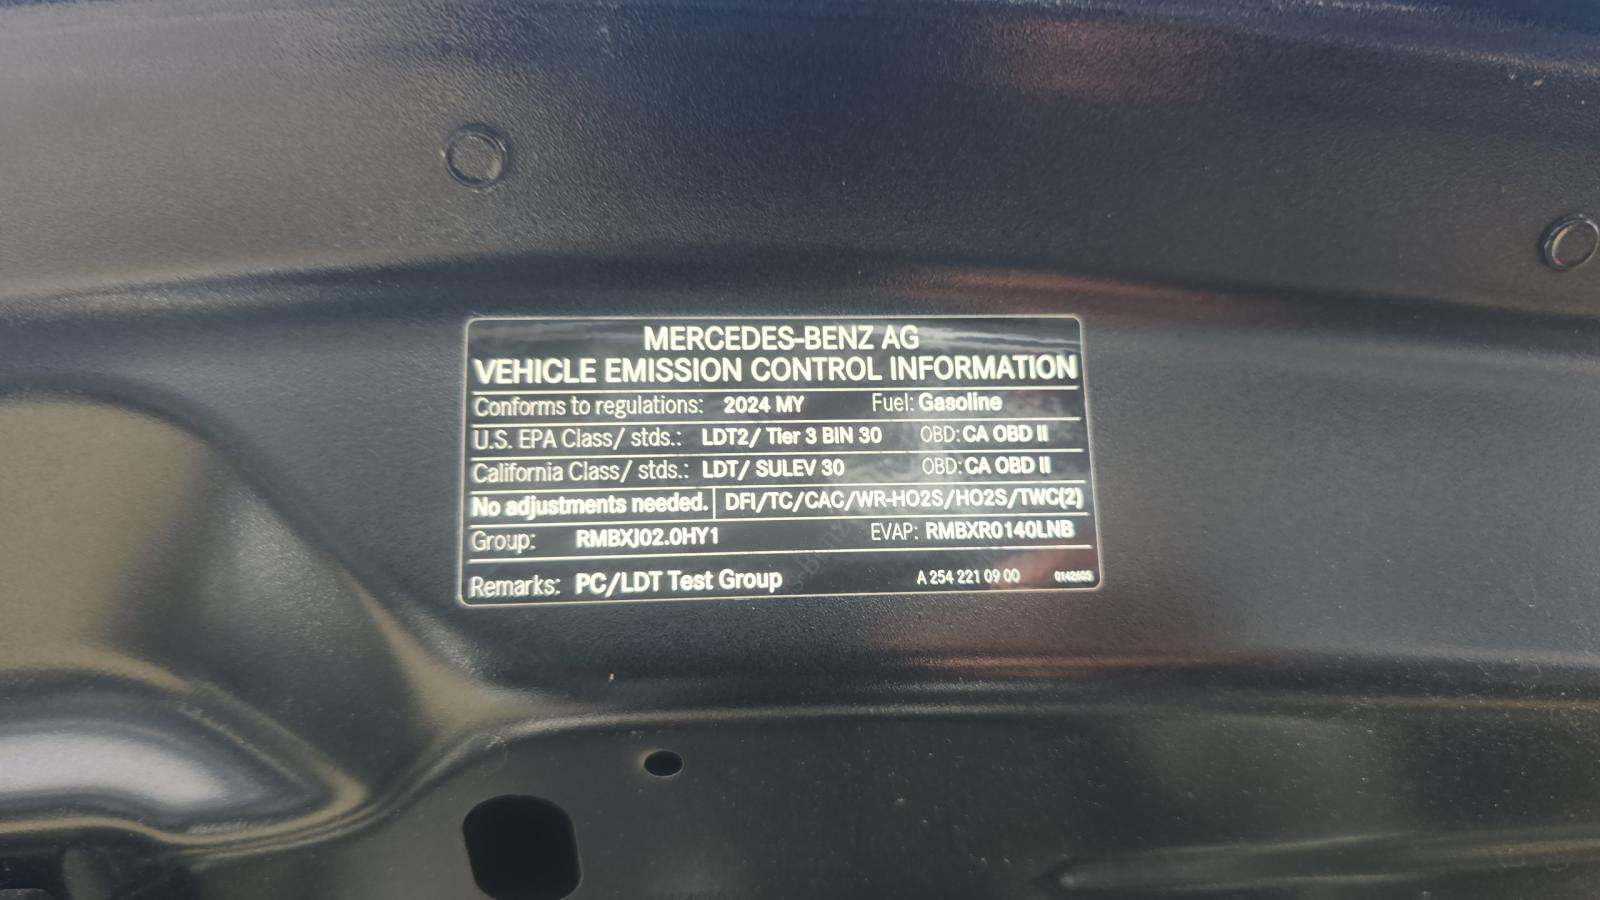 MERCEDES-BENZ AG
VEHICLE EMISSION CONTROL INFORMATION
Conforms to regulations: 2024 MY Fuel: Gasoline
U.S. EPA Class/ stds.: LDT2/ Tier 3 BIN 30 OBD: CA OBD II
California Class/ stds.: LDT/ SULEV 30 OBD: CA OBD II
No adjustments needed. DFI/TC/CAC/WR-HO2S/HO2S/TWC(2)
Group: RMBXJ02.0HY1 EVAP: RMBXR0140LNB
Remarks: PC/LDT Test Group A 254 221 09 00 0142605